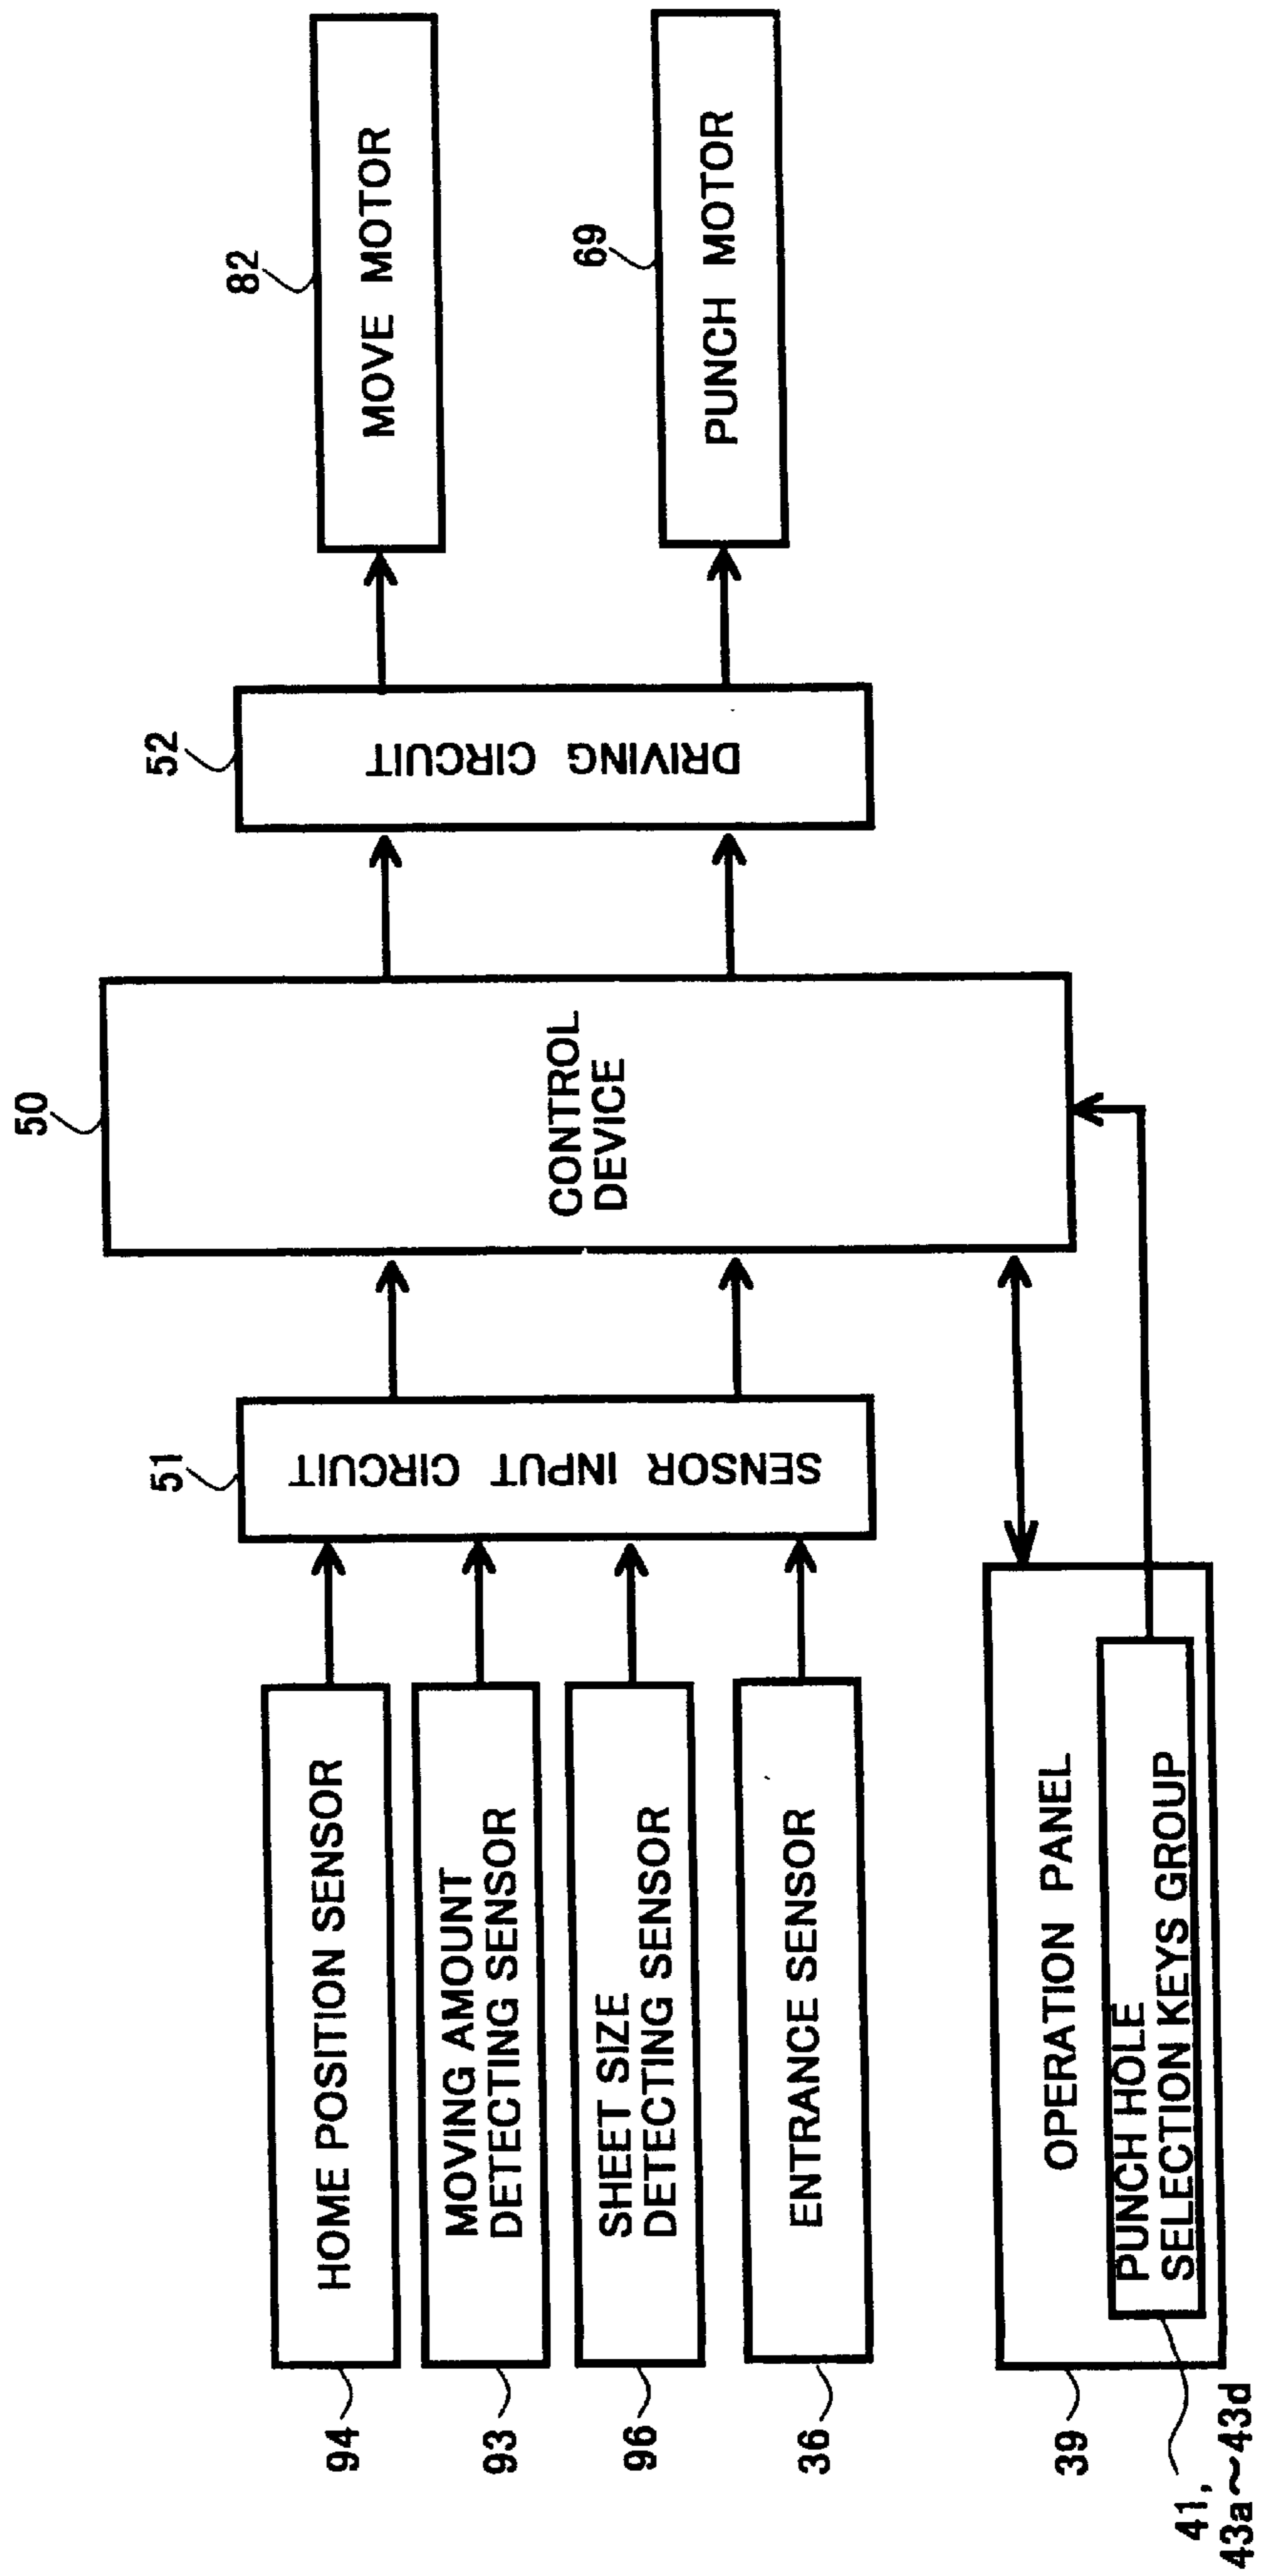 94
HOME POSITION SENSOR
93
MOVING AMOUNT
DETECTING SENSOR
96
SHEET SIZE
DETECTING SENSOR
36
ENTRANCE SENSOR
39
OPERATION PANEL
41,
43a~43d
PUNCH HOLE
SELECTION KEYS GROUP
51
SENSOR INPUT CIRCUIT
50
CONTROL
DEVICE
52
DRIVING CIRCUIT
82
MOVE MOTOR
69
PUNCH MOTOR